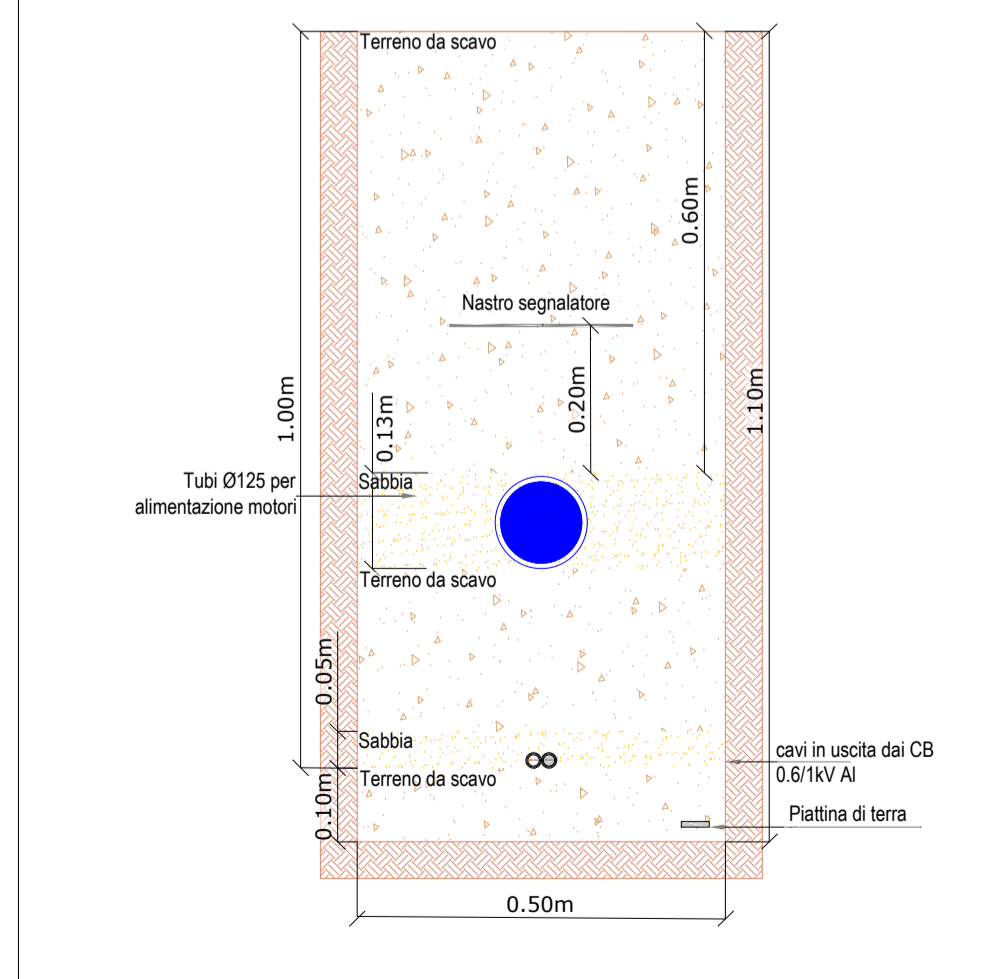 Terreno da scavo
0.60m
Nastro segnalatore
0.20m
1.00m
1.10m
0.13m
Sabbia
Tubi Ø125 per
alimentazione motori
Terreno da scavo
0.05m
Sabbia
cavi in uscita dai CB
0.6/1kV Al
Terreno da scavo
0.10m
Piattina di terra
0.50m